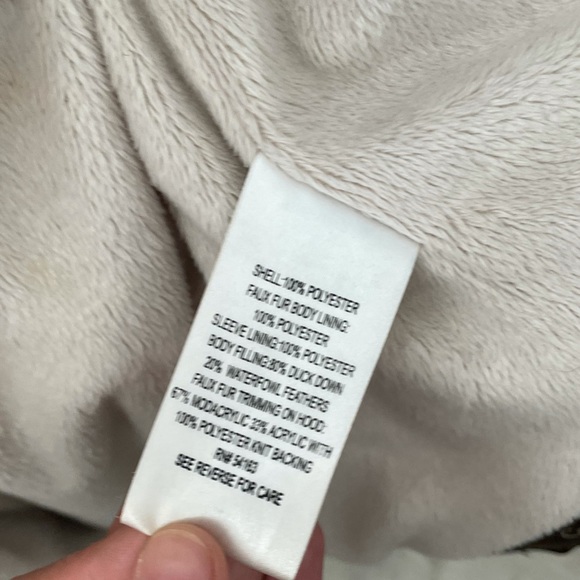 SHELL:100% POLYESTER
FAUX FUR BODY LINING:
100% POLYESTER
SLEEVE LINING:100% POLYESTER
BODY FILLING:80% DUCK DOWN
20% WATERFOWL FEATHERS
FAUX FUR TRIMMING ON HOOD:
67% MODACRYLIC 33% ACRYLIC WITH
100% POLYESTER KNIT BACKING
RN# 54163
SEE REVERSE FOR CARE